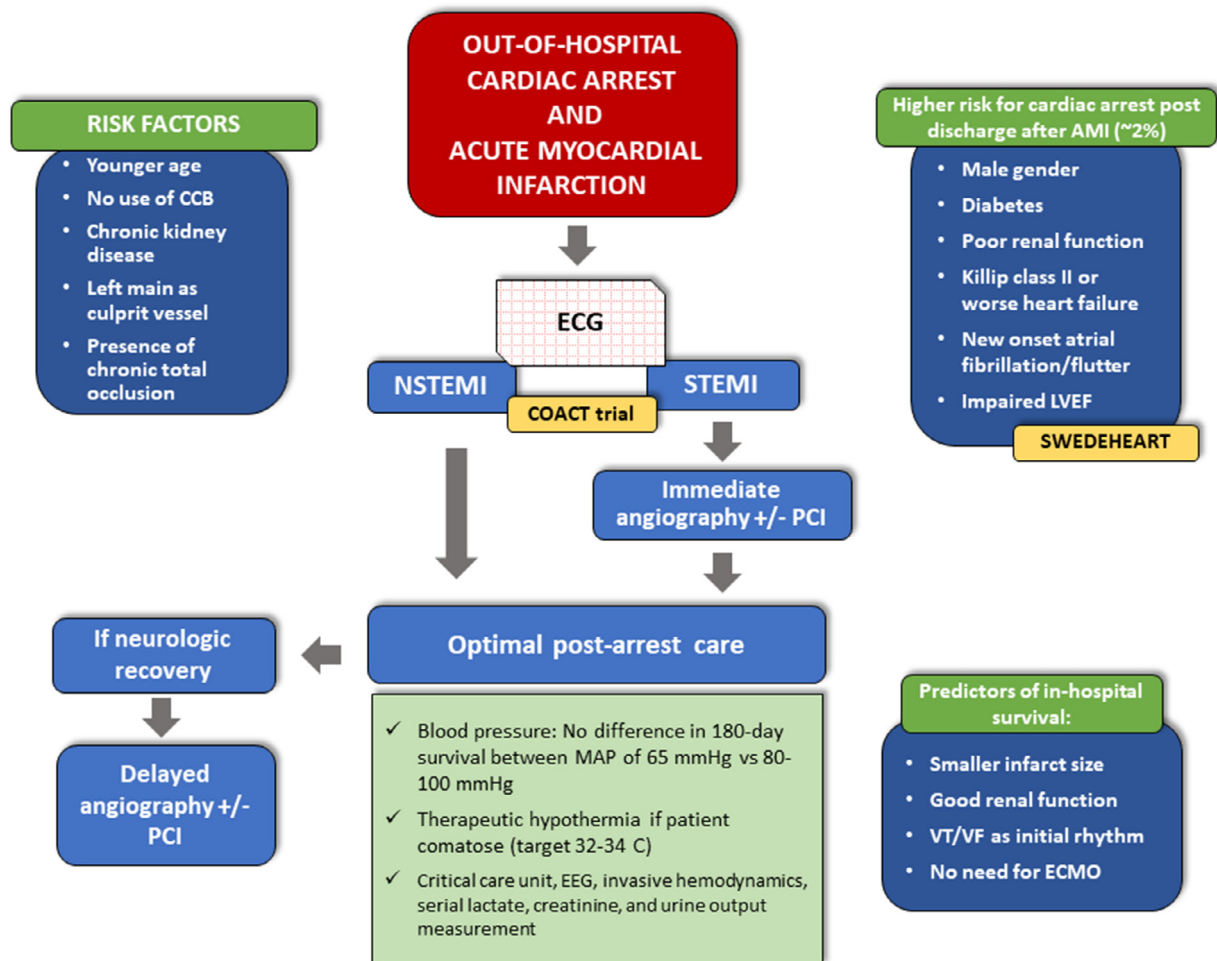 OUT-OF-HOSPITAL
CARDIAC ARREST
AND
ACUTE MYOCARDIAL
INFARCTION
RISK FACTORS
• Younger age
• No use of CCB
• Chronic kidney
disease
• Left main as
culprit vessel
• Presence of
chronic total
occlusion
Higher risk for cardiac arrest post
discharge after AMI (~2%)
• Male gender
• Diabetes
• Poor renal function
• Killip class II or
worse heart failure
• New onset atrial
fibrillation/flutter
• Impaired LVEF
SWEDEHEART
ECG
NSTEMI
STEMI
COACT trial
Immediate
angiography +/- PCI
Optimal post-arrest care
If neurologic
recovery
Delayed
angiography +/-
PCI
✓ Blood pressure: No difference in 180-day
survival between MAP of 65 mmHg vs 80-
100 mmHg
✓ Therapeutic hypothermia if patient
comatose (target 32-34 C)
✓ Critical care unit, EEG, invasive hemodynamics,
serial lactate, creatinine, and urine output
measurement
Predictors of in-hospital
survival:
• Smaller infarct size
• Good renal function
• VT/VF as initial rhythm
• No need for ECMO